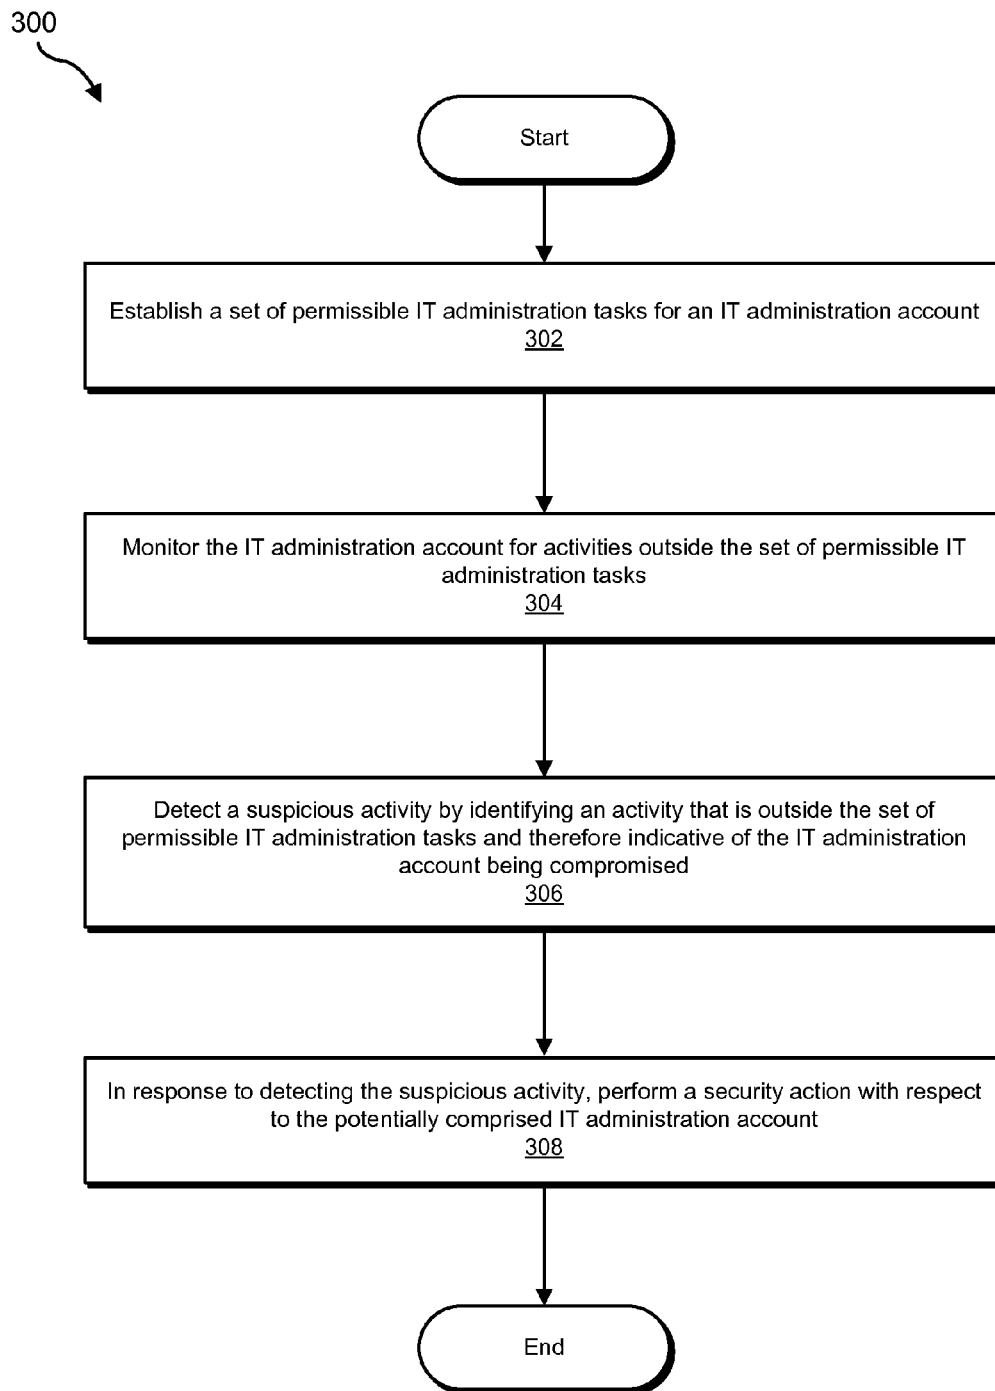 300
Start
Establish a set of permissible IT administration tasks for an IT administration account
302
Monitor the IT administration account for activities outside the set of permissible IT
administration tasks
304
Detect a suspicious activity by identifying an activity that is outside the set of
permissible IT administration tasks and therefore indicative of the IT administration
account being compromised
306
In response to detecting the suspicious activity, perform a security action with respect
to the potentially comprised IT administration account
308
End